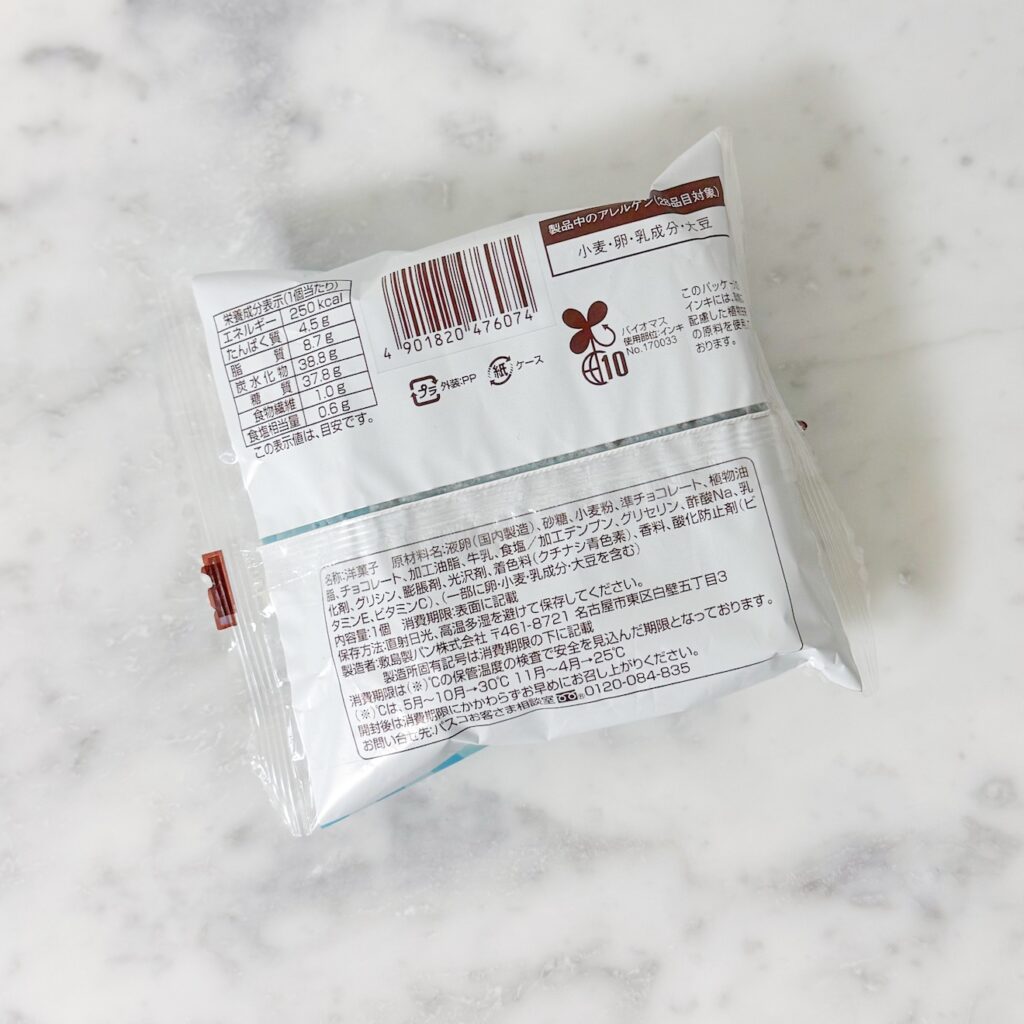 栄養成分表示(1個当たり)
エネルギー 250kcal
たんぱく質 4.5g
脂質 8.7g
炭水化物 38.8g
糖質 37.8g
食物繊維 1.0g
食塩相当量 0.6g
この表示値は、目安です。
4 901820 476074
プラ 外装:PP 紙 ケース
製品中のアレルゲン(28品目対象)
小麦・卵・乳成分・大豆
10
バイオマス
使用部位:インキ
No.170033
このパッケージの
インキには、
配慮した植物
の原料を使用
おります。
名称:洋菓子 原材料名:液卵(国内製造)、砂糖、小麦粉、準チョコレート、植物油
脂、チョコレート、加工油脂、牛乳、食塩/加工デンプン、グリセリン、酢酸Na、乳
化剤、グリシン、膨脹剤、光沢剤、着色料(クチナシ青色素)、香料、酸化防止剤(ビ
タミンE、ビタミンC)、(一部に卵・小麦・乳成分・大豆を含む)
内容量:1個 消費期限:表面に記載
保存方法:直射日光、高温多湿を避けて保存してください。
製造者:敷島製パン株式会社 〒461-8721 名古屋市東区白壁五丁目3
製造所固有記号は消費期限の下に記載
消費期限は(※)℃の保管温度の検査で安全を見込んだ期限となっております。
(※)℃は、5月~10月→30℃ 11月~4月→25℃
開封後は消費期限にかかわらずお早めにお召し上がりください。
お問い合せ先:パスコお客さま相談室 0120-084-835